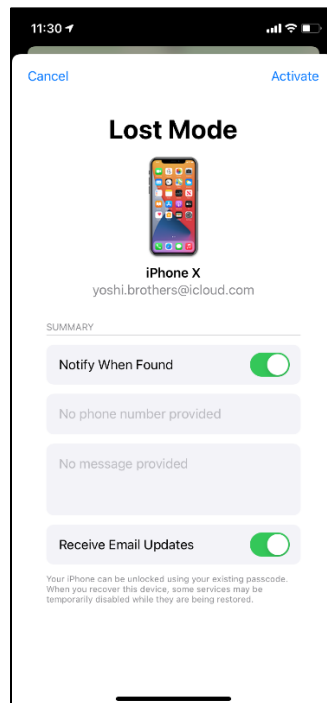 11:30
Cancel
Activate
Lost Mode
iPhone X
yoshi.brothers@icloud.com
SUMMARY
Notify When Found
No phone number provided
No message provided
Receive Email Updates
Your iPhone can be unlocked using your existing passcode.
When you recover this device, some services may be
temporarily disabled while they are being restored.